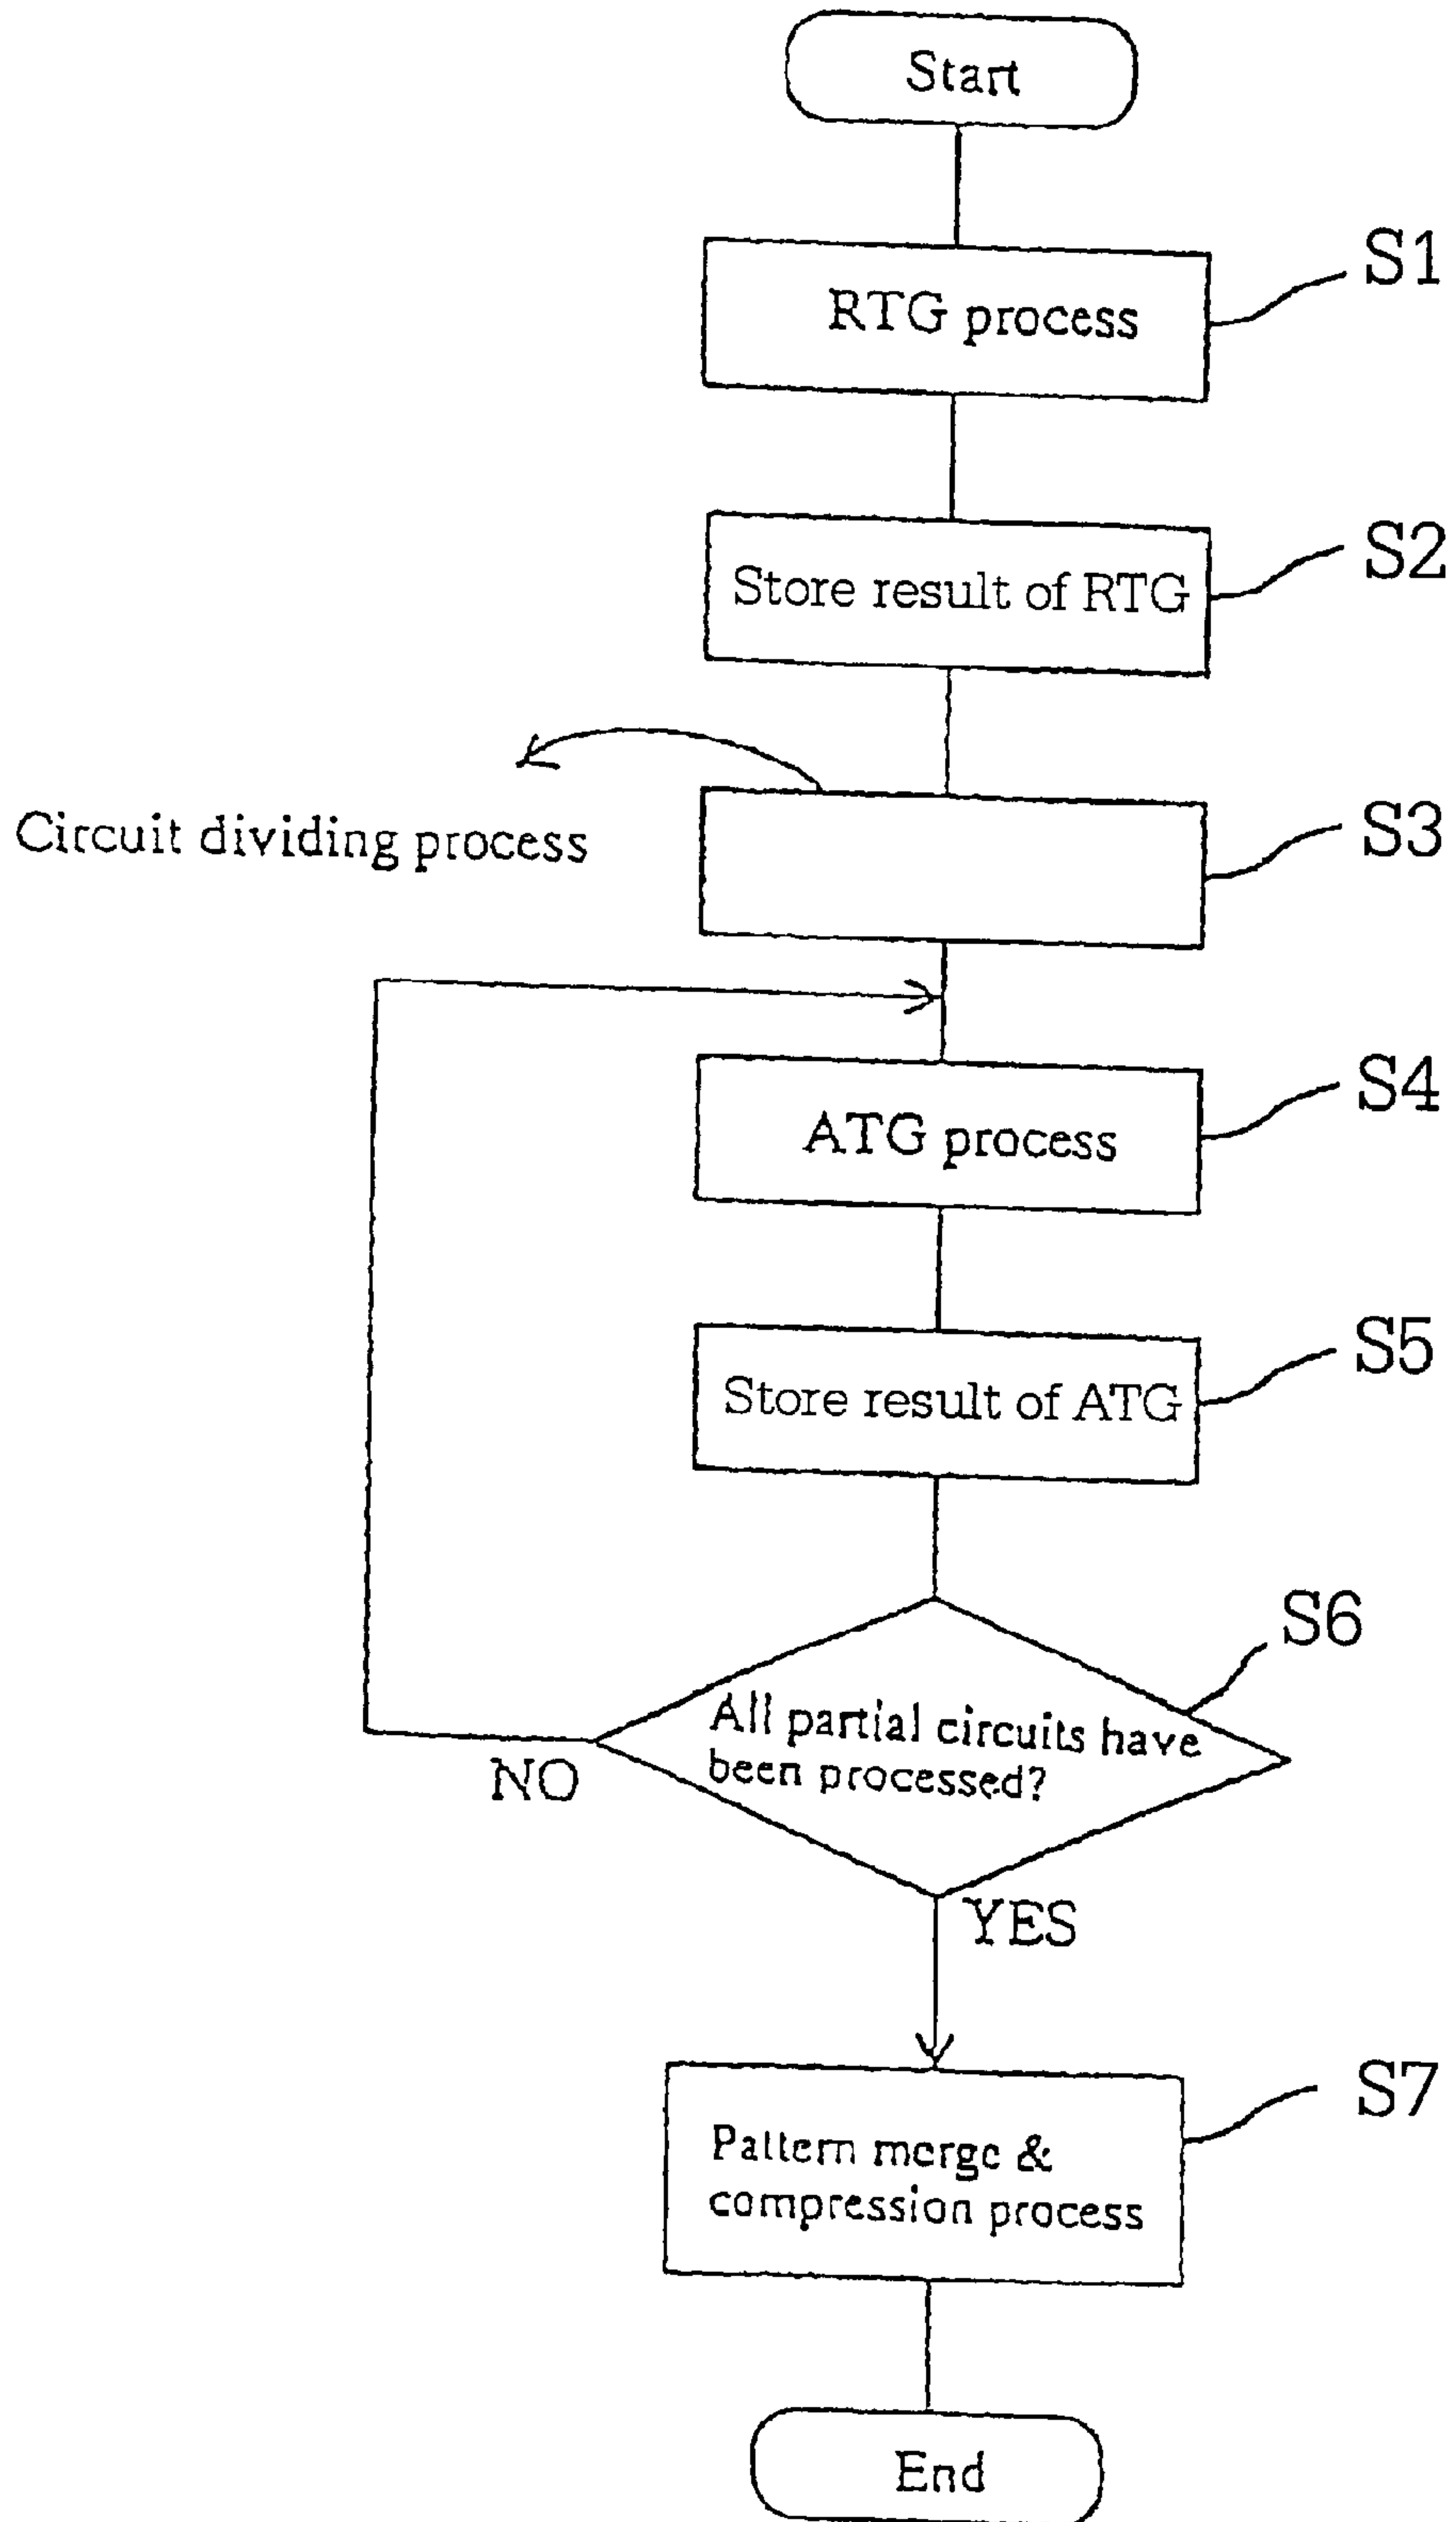 Start
RTG process
S1
Store result of RTG
S2
Circuit dividing process
S3
ATG process
S4
Store result of ATG
S5
S6
All partial circuits have
been processed?
NO
YES
S7
Pattern merge &
compression process
End